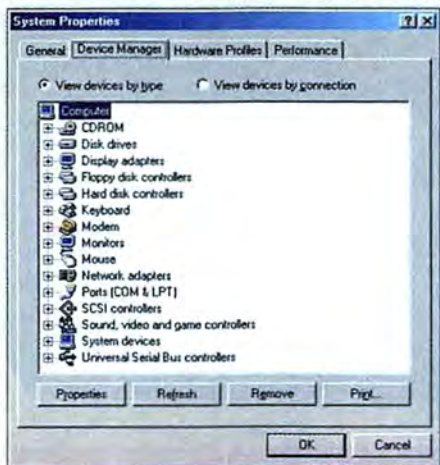 System Properties
General Device Manager Hardware Profiles Performance
View devices by type View devices by connection
Computer
CDROM
Disk drives
Display adapters
Floppy disk controllers
Hard disk controllers
Keyboard
Modem
Monitors
Mouse
Network adapters
Ports (COM & LPT)
SCSI controllers
Sound, video and game controllers
System devices
Universal Serial Bus controllers
Properties Refresh Remove Print...
OK Cancel